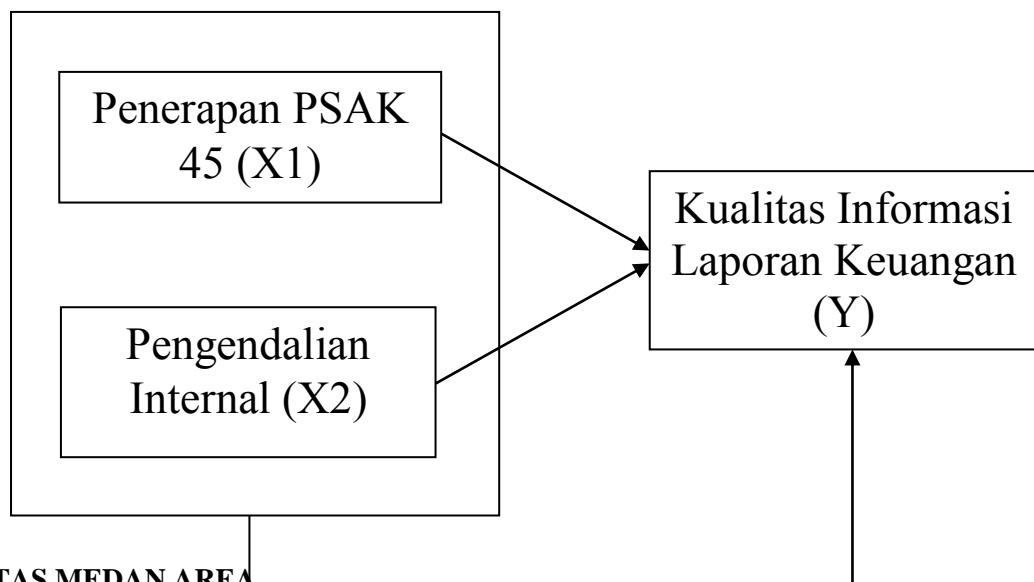 Penerapan PSAK
45 (X1)
Kualitas Informasi
Laporan Keuangan
(Y)
Pengendalian
Internal (X2)
TAS MEDAN AREA